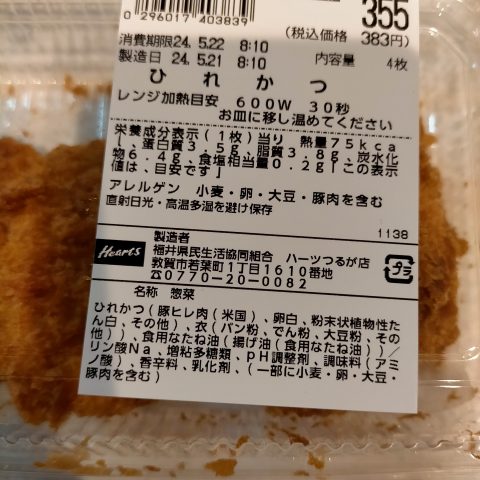 0 296017 403839
355
(税込価格 383円)
消費期限24. 5.22 8:10
製造日 24. 5.21 8:10
内容量 4枚
ひれかつ
レンジ加熱目安 600W 30秒
お皿に移し温めてください
栄養成分表示(1枚)当り 熱量75kca
l、蛋白質3.5g、脂質3.8g、炭水化
物6.4g、食塩相当量0.2g「この表示
値は、目安です」
アレルゲン 小麦・卵・大豆・豚肉を含む
直射日光・高温多湿を避け保存
1138
Hearts
製造者
福井県民生活協同組合 ハーツつるが店
敦賀市若葉町1丁目1610番地
☎0770-20-0082
プラ
名称 惣菜
ひれかつ(豚ヒレ肉(米国)、卵白、粉末状植物性た
ん白、その他)、衣(パン粉、でん粉、大豆粉、その
他)、食用なたね油(揚げ油(食用なたね油))/
リン酸Na、増粘多糖類、pH調整剤、調味料(アミ
ノ酸)、香辛料、乳化剤、(一部に小麦・卵・大豆・
豚肉を含む)